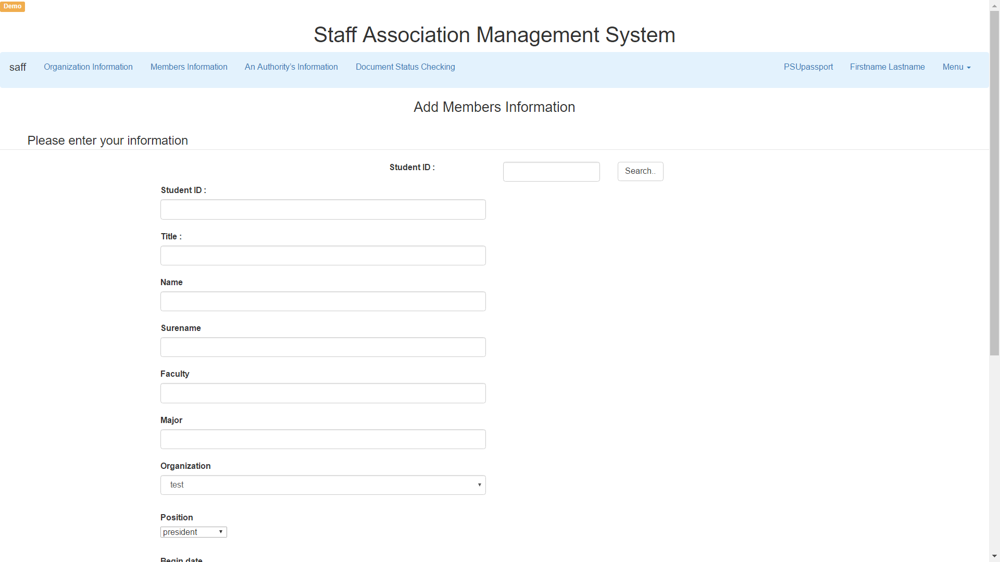 Demo
Staff Association Management System
saff Organization Information Members Information An Authority’s Information Document Status Checking PSUpassport Firstname Lastname Menu
Add Members Information
Please enter your information
Student ID : Search..
Student ID :
Title :
Name
Surename
Faculty
Major
Organization
test
Position
president
Begin date